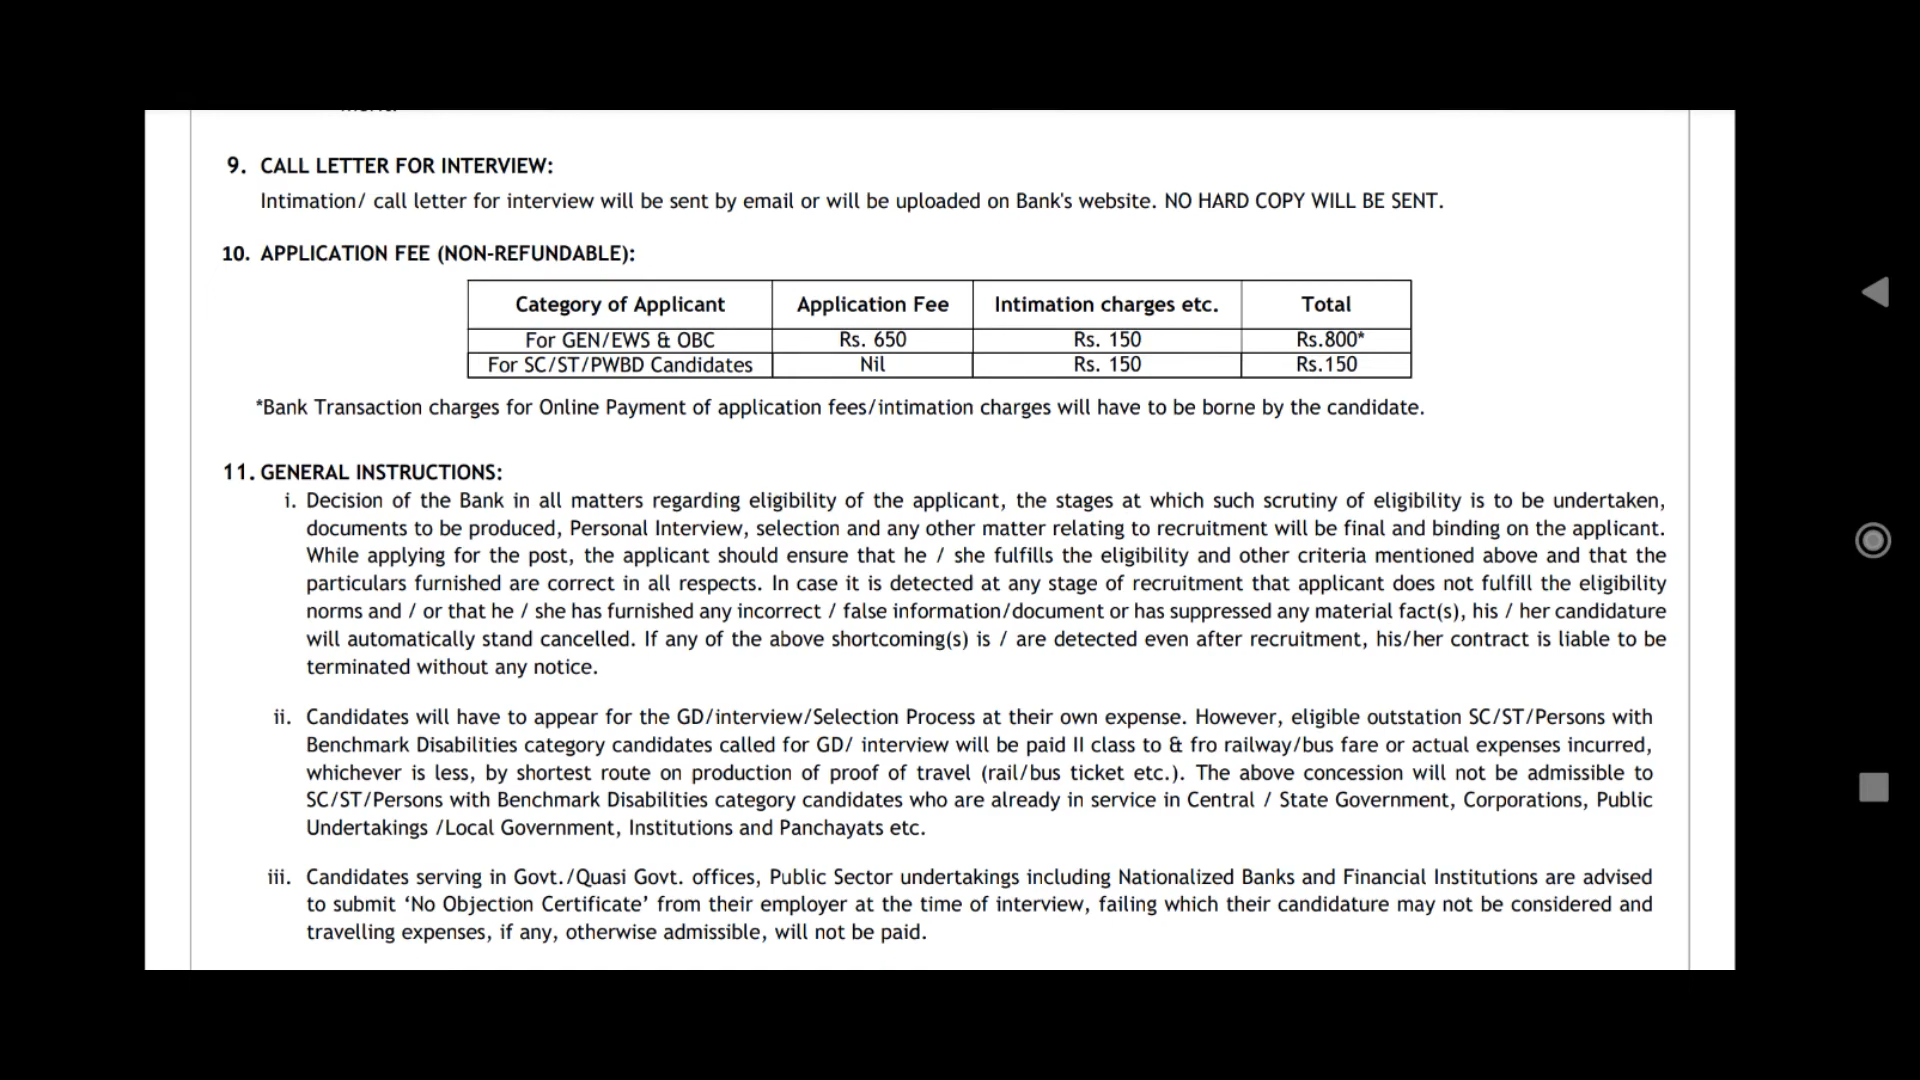 9. CALL LETTER FOR INTERVIEW:
Intimation/ call letter for interview will be sent by email or will be uploaded on Bank's website. NO HARD COPY WILL BE SENT.
10. APPLICATION FEE (NON-REFUNDABLE):
Category of Applicant Application Fee Intimation charges etc. Total
For GEN/EWS & OBC Rs. 650 Rs. 150 Rs.800*
For SC/ST/PWBD Candidates Nil Rs. 150 Rs.150
*Bank Transaction charges for Online Payment of application fees/intimation charges will have to be borne by the candidate.
11. GENERAL INSTRUCTIONS:
i. Decision of the Bank in all matters regarding eligibility of the applicant, the stages at which such scrutiny of eligibility is to be undertaken,
documents to be produced, Personal Interview, selection and any other matter relating to recruitment will be final and binding on the applicant.
While applying for the post, the applicant should ensure that he / she fulfills the eligibility and other criteria mentioned above and that the
particulars furnished are correct in all respects. In case it is detected at any stage of recruitment that applicant does not fulfill the eligibility
norms and / or that he / she has furnished any incorrect / false information/document or has suppressed any material fact(s), his / her candidature
will automatically stand cancelled. If any of the above shortcoming(s) is / are detected even after recruitment, his/her contract is liable to be
terminated without any notice.
ii. Candidates will have to appear for the GD/interview/Selection Process at their own expense. However, eligible outstation SC/ST/Persons with
Benchmark Disabilities category candidates called for GD/ interview will be paid II class to & fro railway/bus fare or actual expenses incurred,
whichever is less, by shortest route on production of proof of travel (rail/bus ticket etc.). The above concession will not be admissible to
SC/ST/Persons with Benchmark Disabilities category candidates who are already in service in Central / State Government, Corporations, Public
Undertakings /Local Government, Institutions and Panchayats etc.
iii. Candidates serving in Govt./Quasi Govt. offices, Public Sector undertakings including Nationalized Banks and Financial Institutions are advised
to submit ‘No Objection Certificate’ from their employer at the time of interview, failing which their candidature may not be considered and
travelling expenses, if any, otherwise admissible, will not be paid.